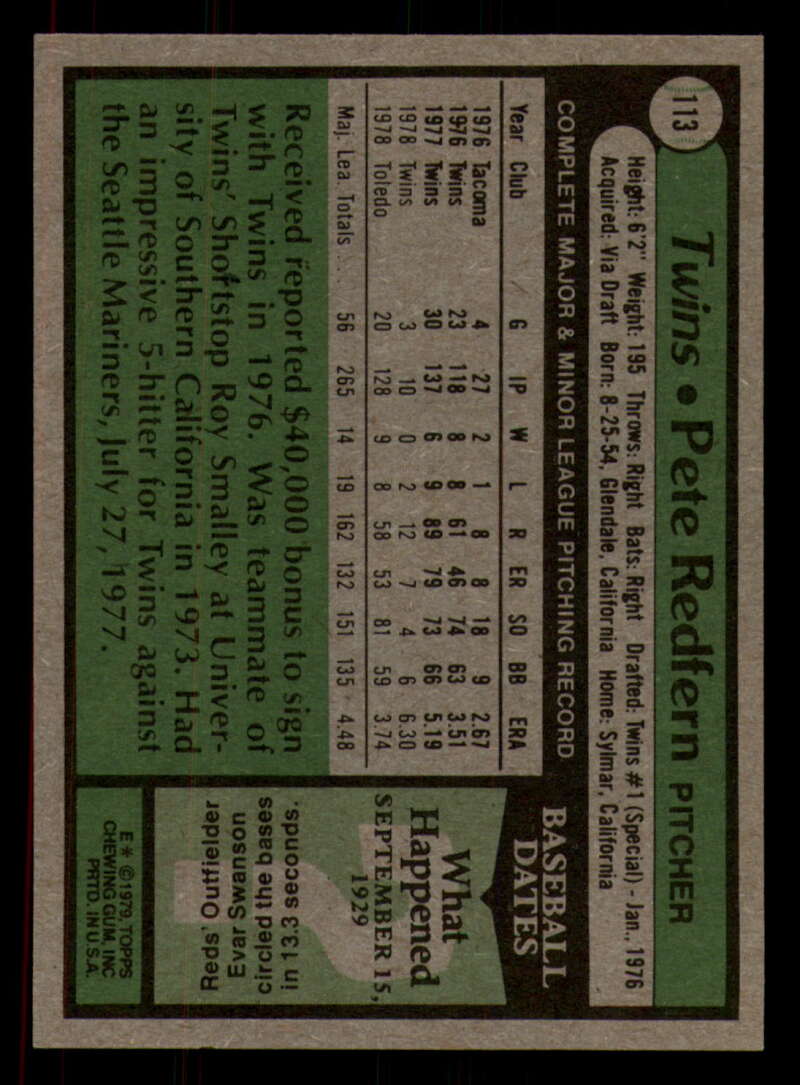 113
Twins • Pete Redfern PITCHER
Height: 6'2" Weight: 195 Throws: Right Bats: Right Drafted: Twins #1 (Special) - Jan., 1976
Acquired: Via Draft Born: 8-25-54, Glendale, California Home: Sylmar, California
COMPLETE MAJOR & MINOR LEAGUE PITCHING RECORD
Year Club G IP W L R ER SO BB ERA
1976 Tacoma 4 27 2 1 8 8 18 9 2.67
1976 Twins 23 118 8 8 61 46 74 63 3.51
1977 Twins 30 137 6 9 89 79 73 66 5.19
1978 Twins 3 10 0 2 12 7 4 6 6.30
1978 Toledo 20 128 9 8 58 53 81 59 3.74
Maj. Lea. Totals .... 56 265 14 19 162 132 151 135 4.48
Received reported $40,000 bonus to sign
with Twins in 1976. Was teammate of
Twins' Shortstop Roy Smalley at Univer-
sity of Southern California in 1973. Had
an impressive 5-hitter for Twins against
the Seattle Mariners, July 27, 1977.
BASEBALL
DATES
What
Happened
SEPTEMBER 15,
1929
?
Reds' Outfielder
Evar Swanson
circled the bases
in 13.3 seconds.
E* ©1979, TOPPS
CHEWING GUM, INC
PRTD. IN U.S.A.